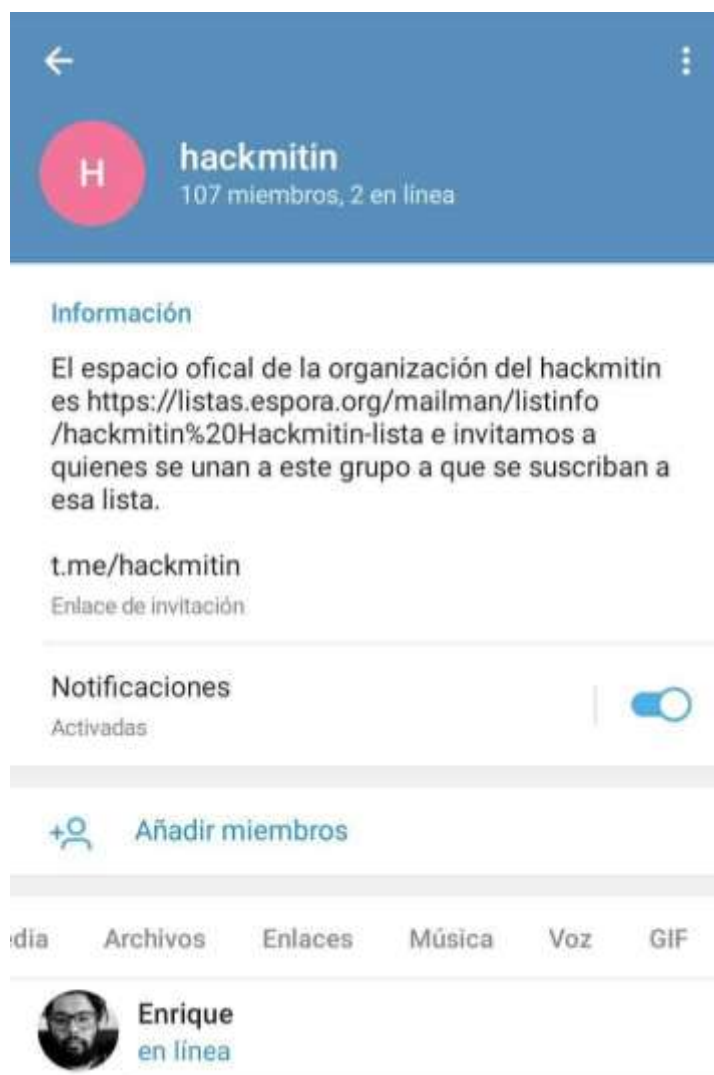 H
hackmitin
107 miembros, 2 en línea
Información
El espacio ofical de la organización del hackmitin
es https://listas.espora.org/mailman/listinfo
/hackmitin%20Hackmitin-lista e invitamos a
quienes se unan a este grupo a que se suscriban a
esa lista.
t.me/hackmitin
Enlace de invitación
Notificaciones
Activadas
Añadir miembros
dia Archivos Enlaces Música Voz GIF
Enrique
en línea